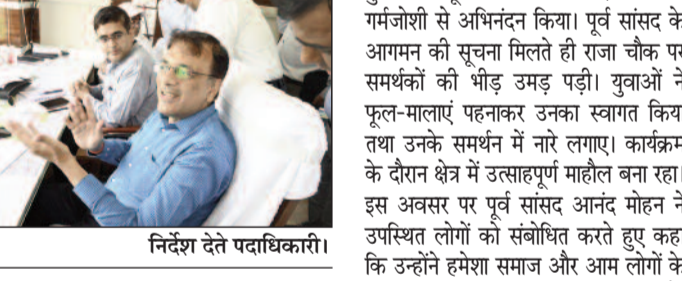 निर्देश देते पदाधिकारी।
गर्मजोशी से अभिनंदन किया। पूर्व सांसद के
आगमन की सूचना मिलते ही राजा चौक पर
समर्थकों की भीड़ उमड़ पड़ी। युवाओं ने
फूल-मालाएं पहनाकर उनका स्वागत किया
तथा उनके समर्थन में नारे लगाए। कार्यक्रम
के दौरान क्षेत्र में उत्साहपूर्ण माहौल बना रहा।
इस अवसर पर पूर्व सांसद आनंद मोहन ने
उपस्थित लोगों को संबोधित करते हुए कहा
कि उन्होंने हमेशा समाज और आम लोगों के